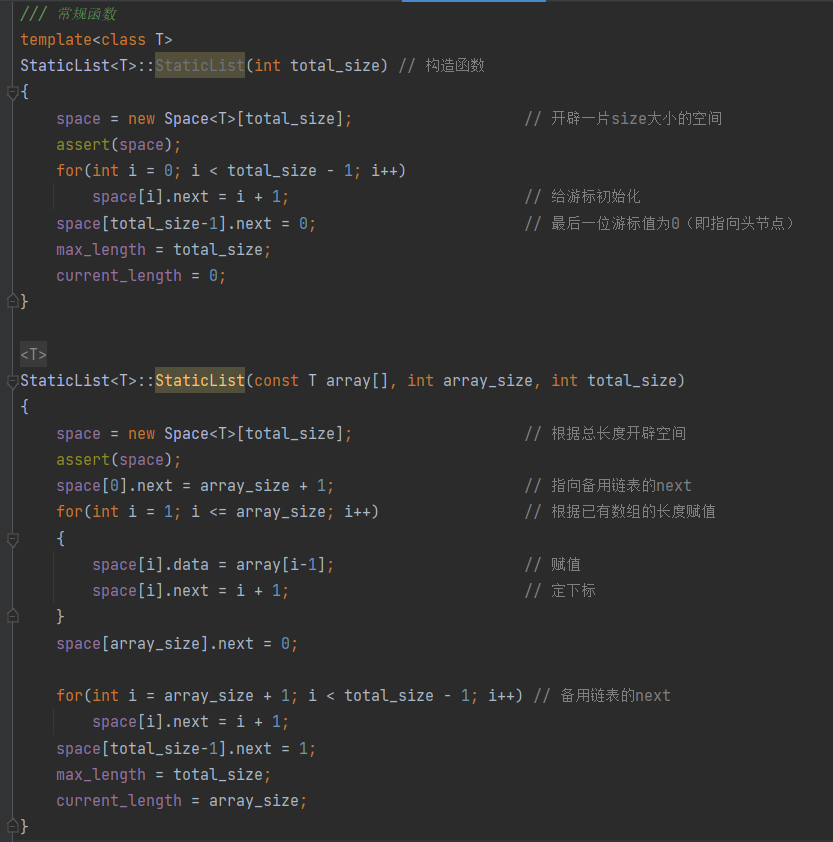 /// 常规函数
template<class T>
StaticList<T>::StaticList(int total_size) // 构造函数
{
    space = new Space<T>[total_size];                   // 开辟一片size大小的空间
    assert(space);
    for(int i = 0; i < total_size - 1; i++)
        space[i].next = i + 1;                          // 给游标初始化
    space[total_size-1].next = 0;                       // 最后一位游标值为0（即指向头节点）
    max_length = total_size;
    current_length = 0;
}
<T>
StaticList<T>::StaticList(const T array[], int array_size, int total_size)
{
    space = new Space<T>[total_size];                   // 根据总长度开辟空间
    assert(space);
    space[0].next = array_size + 1;                     // 指向备用链表的next
    for(int i = 1; i <= array_size; i++)                // 根据已有数组的长度赋值
    {
        space[i].data = array[i-1];                     // 赋值
        space[i].next = i + 1;                          // 定下标
    }
    space[array_size].next = 0;
    for(int i = array_size + 1; i < total_size - 1; i++) // 备用链表的next
        space[i].next = i + 1;
    space[total_size-1].next = 1;
    max_length = total_size;
    current_length = array_size;
}